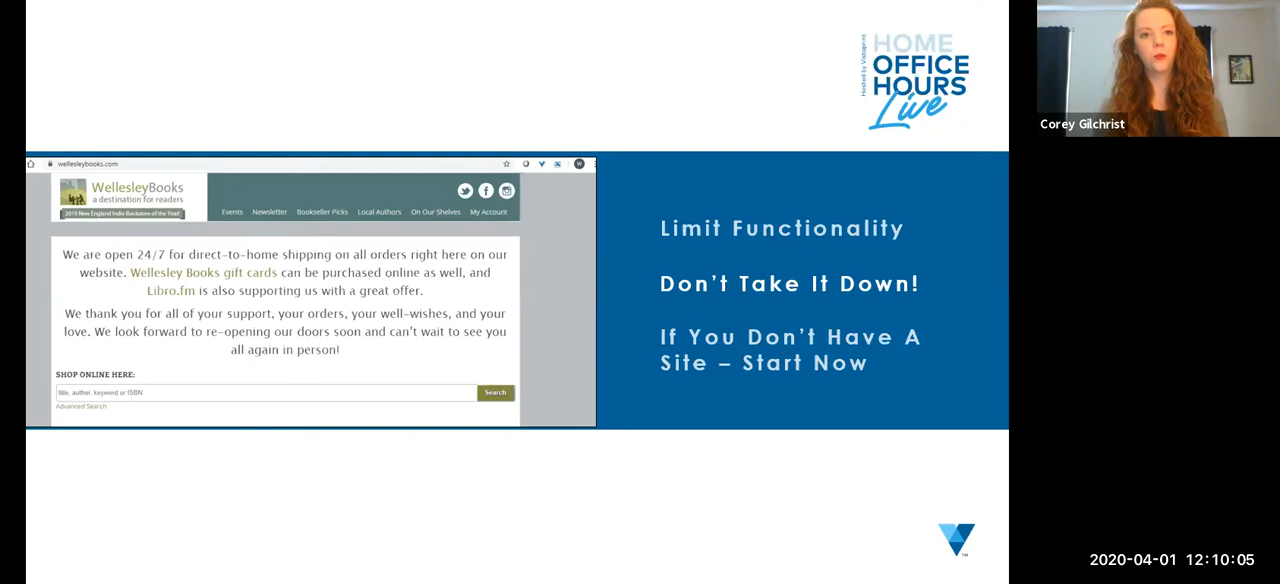 HOME
OFFICE
HOURS
Live
Hosted by Vistaprint
Corey Gilchrist
wellesleybooks.com
W
WellesleyBooks
a destination for readers
2019 New England Indie Bookstore of the Year!
Events Newsletter Bookseller Picks Local Authors On Our Shelves My Account
We are open 24/7 for direct-to-home shipping on all orders right here on our
website. Wellesley Books gift cards can be purchased online as well, and
Libro.fm is also supporting us with a great offer.
We thank you for all of your support, your orders, your well-wishes, and your
love. We look forward to re-opening our doors soon and can't wait to see you
all again in person!
SHOP ONLINE HERE:
title, author, keyword or ISBN
Search
Advanced Search
Limit Functionality
Don't Take It Down!
If You Don't Have A
Site – Start Now
TM
2020-04-01 12:10:05